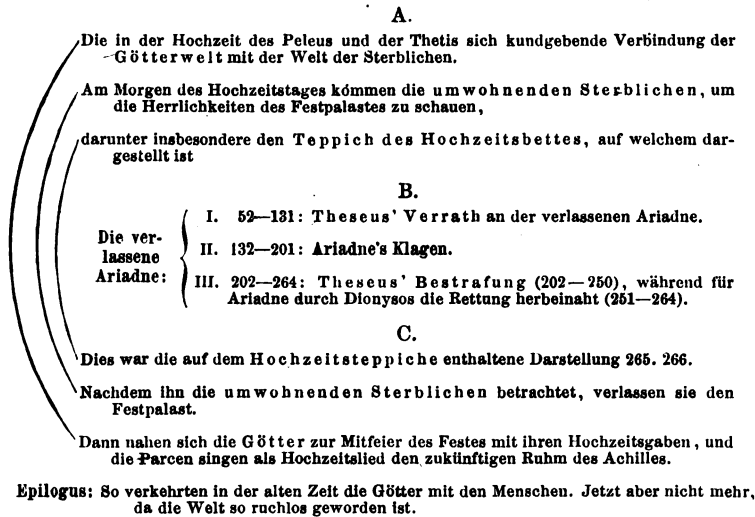 A.
Die in der Hochzeit des Peleus und der Thetis sich kundgebende Verbindung der
Götterwelt mit der Welt der Sterblichen.
Am Morgen des Hochzeitstages kommen die umwohnenden Sterblichen, um
die Herrlichkeiten des Festpalastes zu schauen,
darunter insbesondere den Teppich des Hochzeitsbettes, auf welchem dar-
gestellt ist
B.
Die ver-
lassene
Ariadne:
I. 52—131: Theseus' Verrath an der verlassenen Ariadne.
II. 132—201: Ariadne's Klagen.
III. 202—264: Theseus' Bestrafung (202—250), während für
Ariadne durch Dionysos die Rettung herbeinaht (251—264).
C.
Dies war die auf dem Hochzeitsteppiche enthaltene Darstellung 265. 266.
Nachdem ihn die umwohnenden Sterblichen betrachtet, verlassen sie den
Festpalast.
Dann nahen sich die Götter zur Mitfeier des Festes mit ihren Hochzeitsgaben, und
die Parcen singen als Hochzeitslied den zukünftigen Ruhm des Achilles.
Epilogus: So verkehrten in der alten Zeit die Götter mit den Menschen. Jetzt aber nicht mehr,
da die Welt so ruchlos geworden ist.